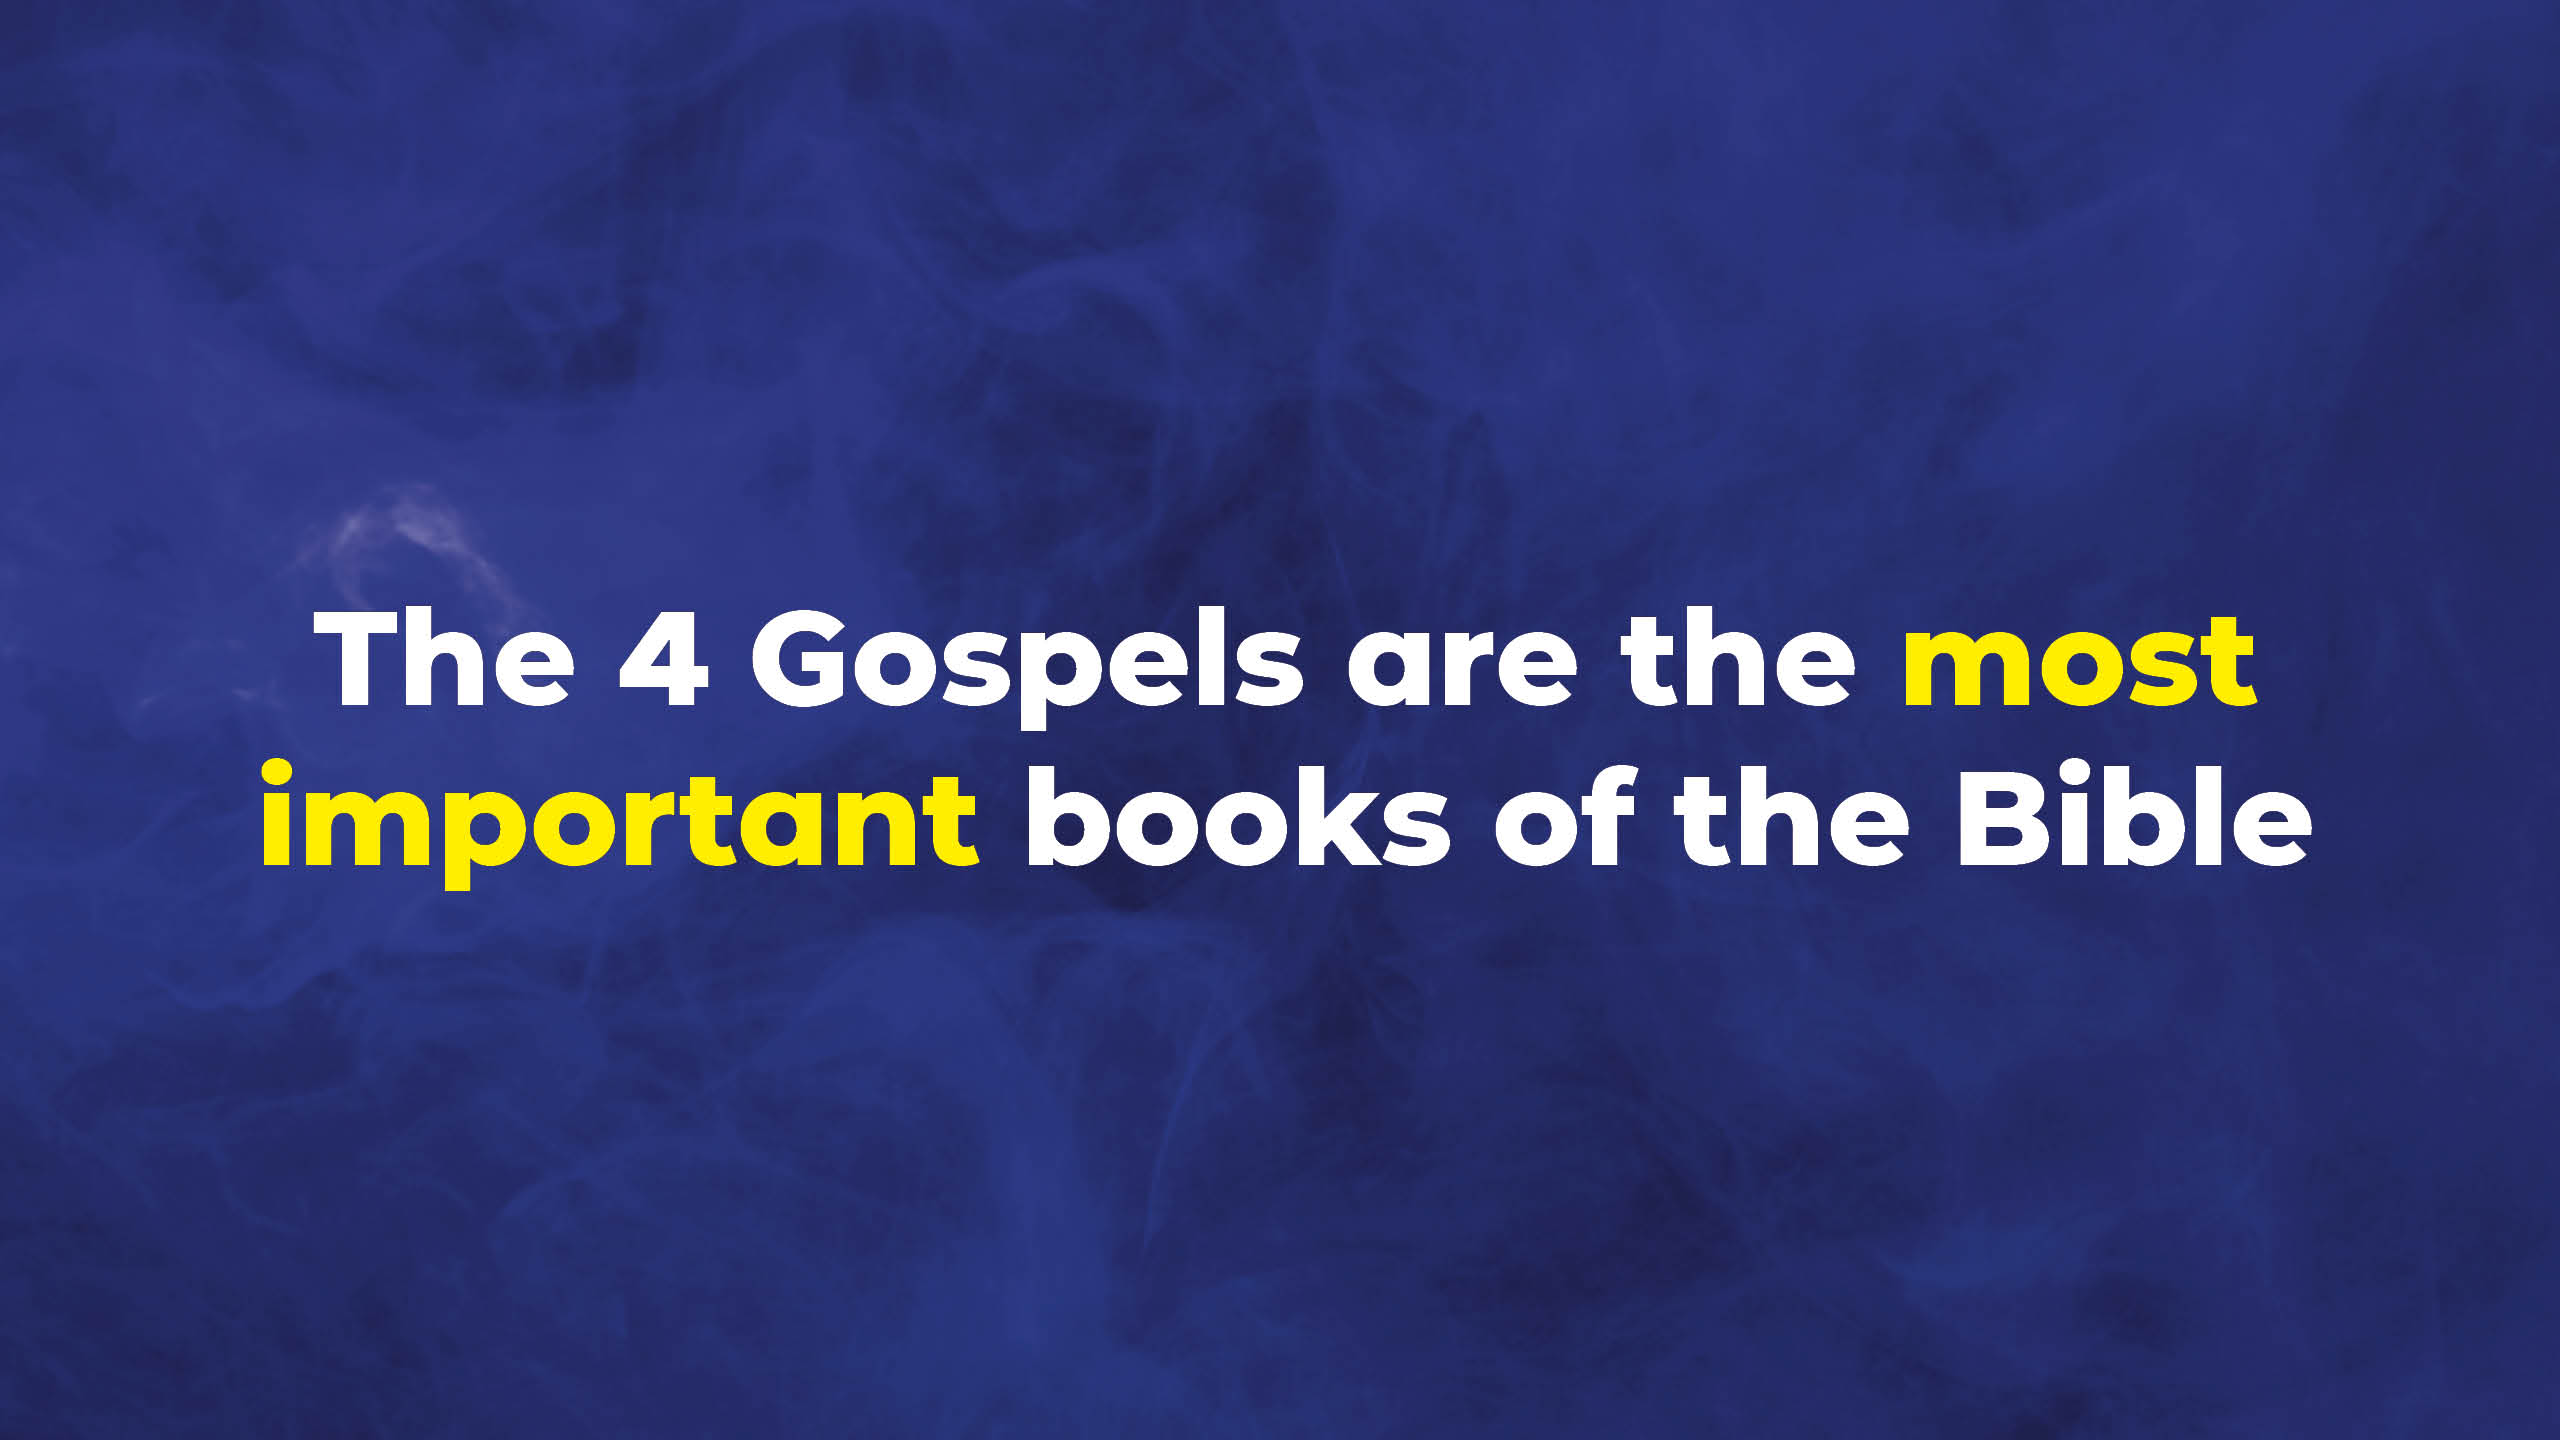 The 4 Gospels are the most
important books of the Bible